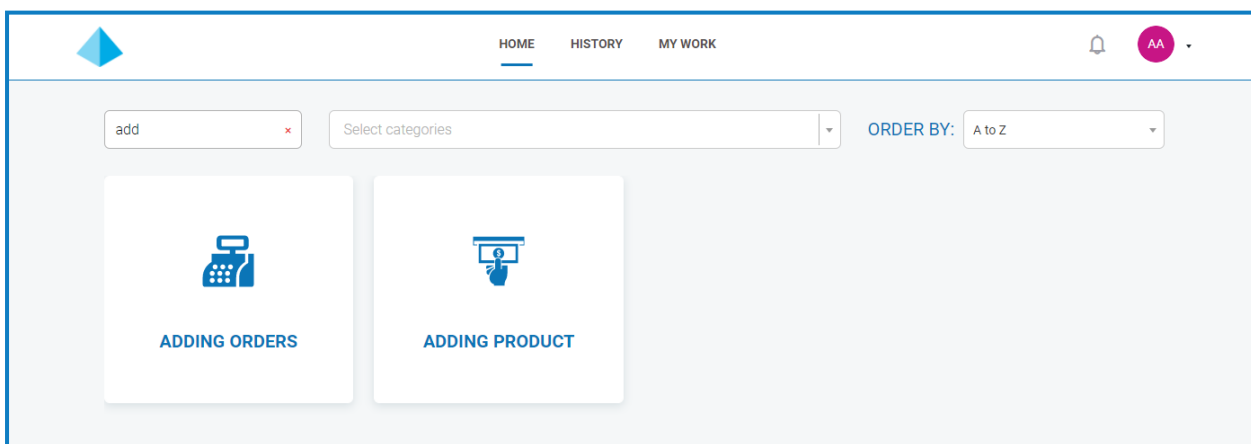 HOME HISTORY MY WORK AA
add × Select categories ORDER BY: A to Z
ADDING ORDERS ADDING PRODUCT